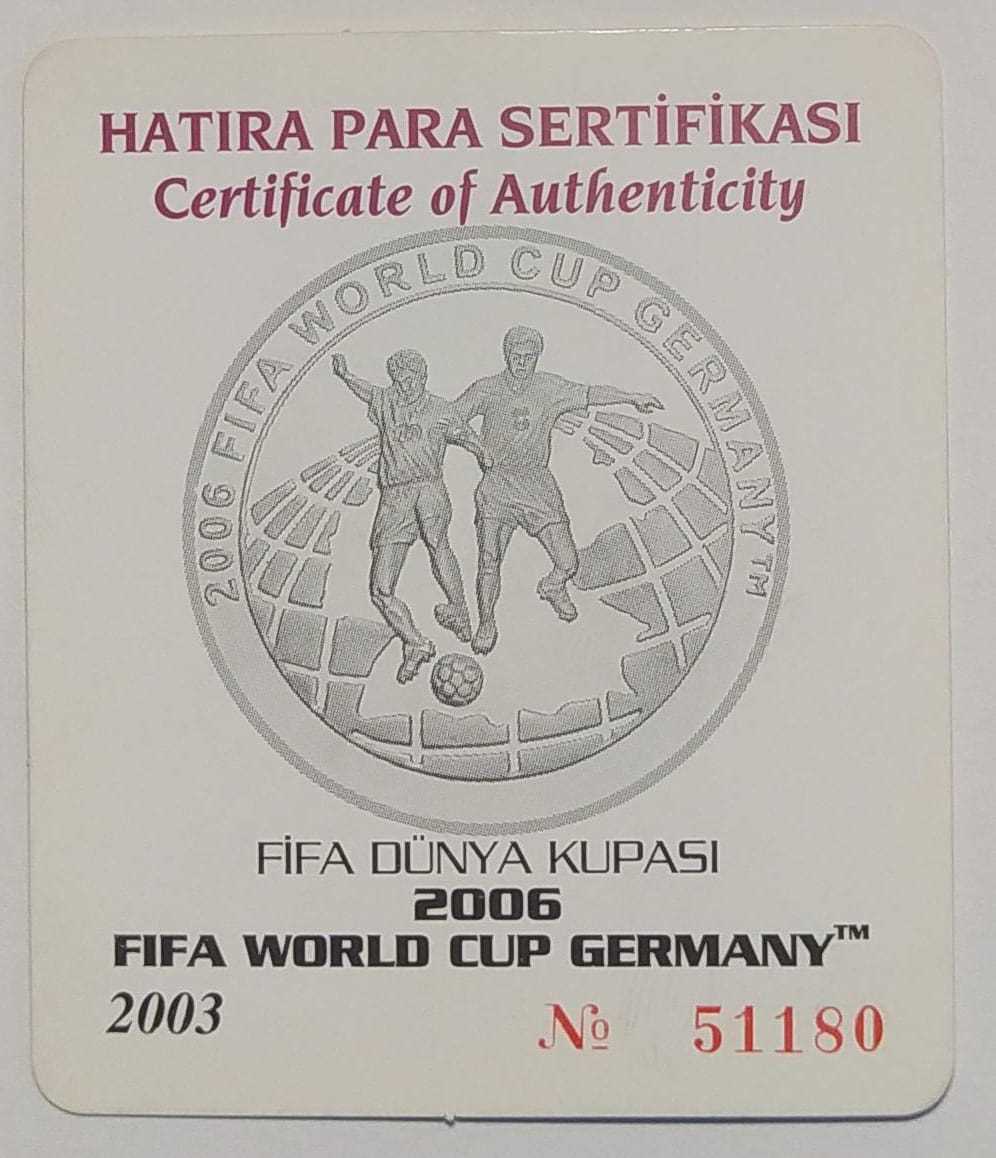 HATIRA PARA SERTİFİKASI
Certificate of Authenticity
2006 FIFA WORLD CUP GERMANY™
FİFA DÜNYA KUPASI
2006
FIFA WORLD CUP GERMANY™
2003
№ 51180